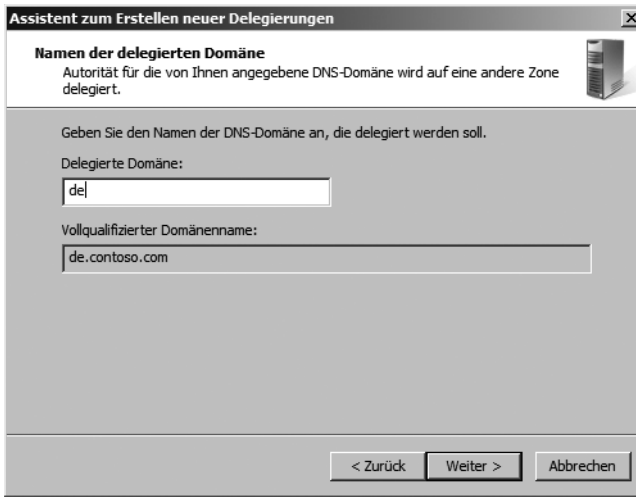 Assistent zum Erstellen neuer Delegierungen
Namen der delegierten Domäne
Autorität für die von Ihnen angegebene DNS-Domäne wird auf eine andere Zone
delegiert.
Geben Sie den Namen der DNS-Domäne an, die delegiert werden soll.
Delegierte Domäne:
de
Vollqualifizierter Domänenname:
de.contoso.com
< Zurück Weiter > Abbrechen